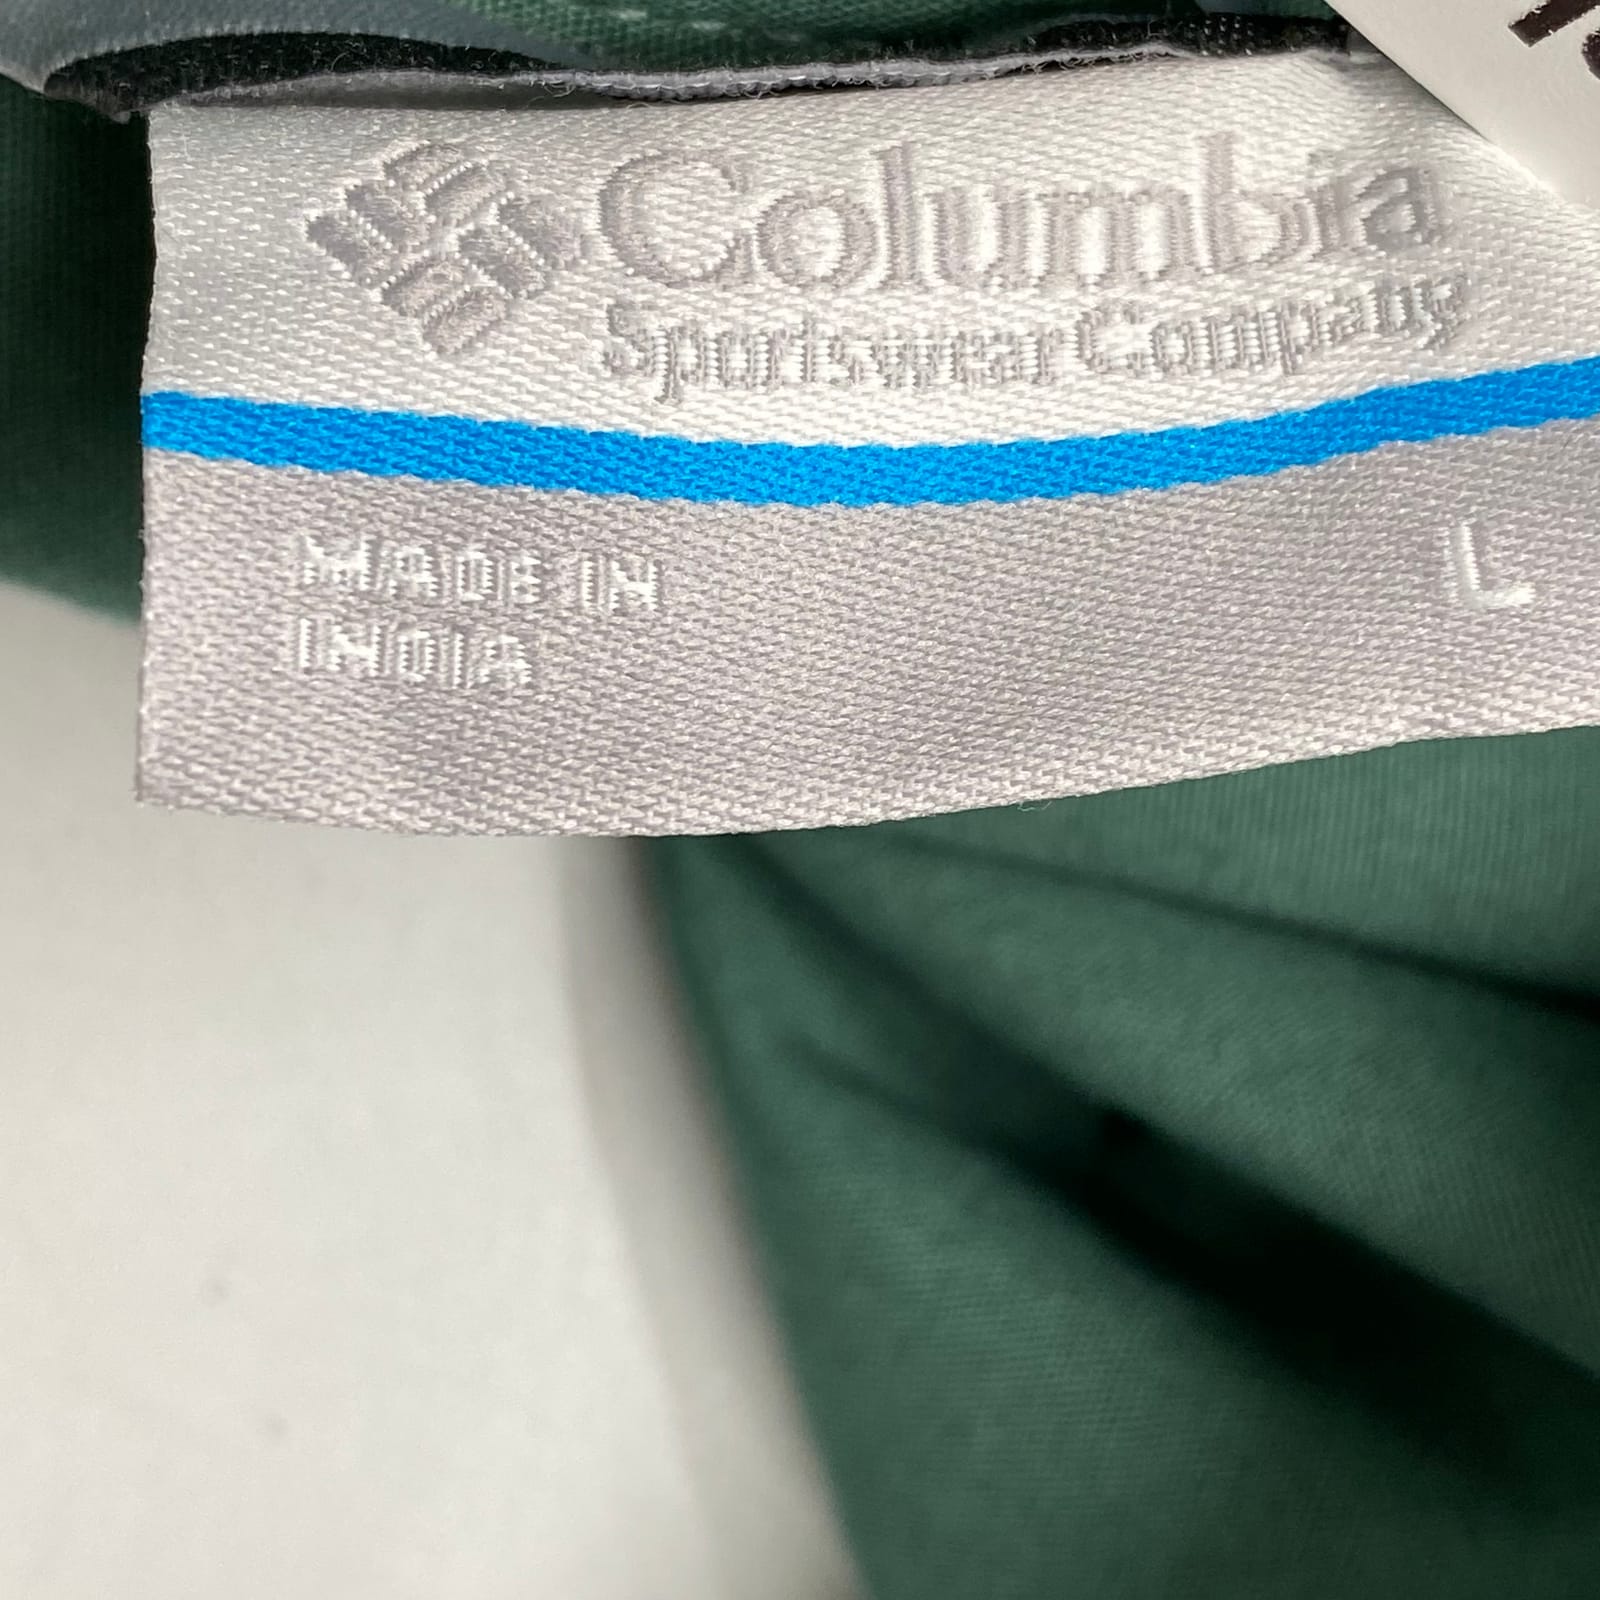 Columbia
Sportswear Company
MADE IN
INDIA
L